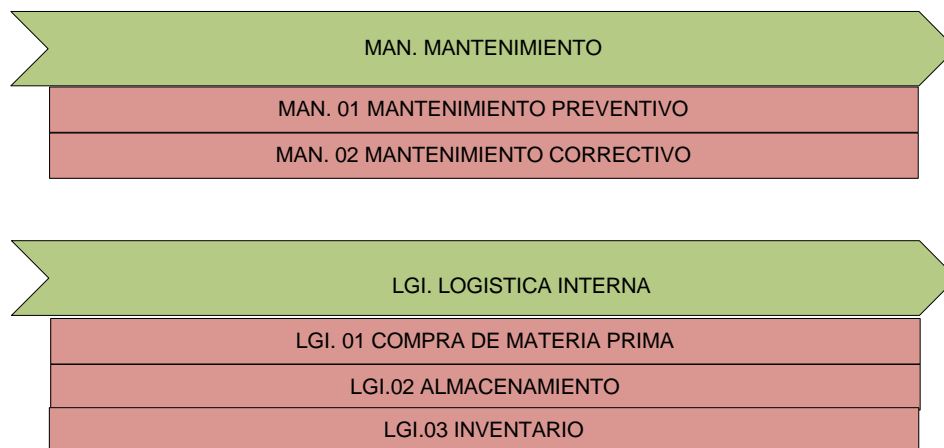 MAN. MANTENIMIENTO
MAN. 01 MANTENIMIENTO PREVENTIVO
MAN. 02 MANTENIMIENTO CORRECTIVO
LGI. LOGISTICA INTERNA
LGI. 01 COMPRA DE MATERIA PRIMA
LGI.02 ALMACENAMIENTO
LGI.03 INVENTARIO